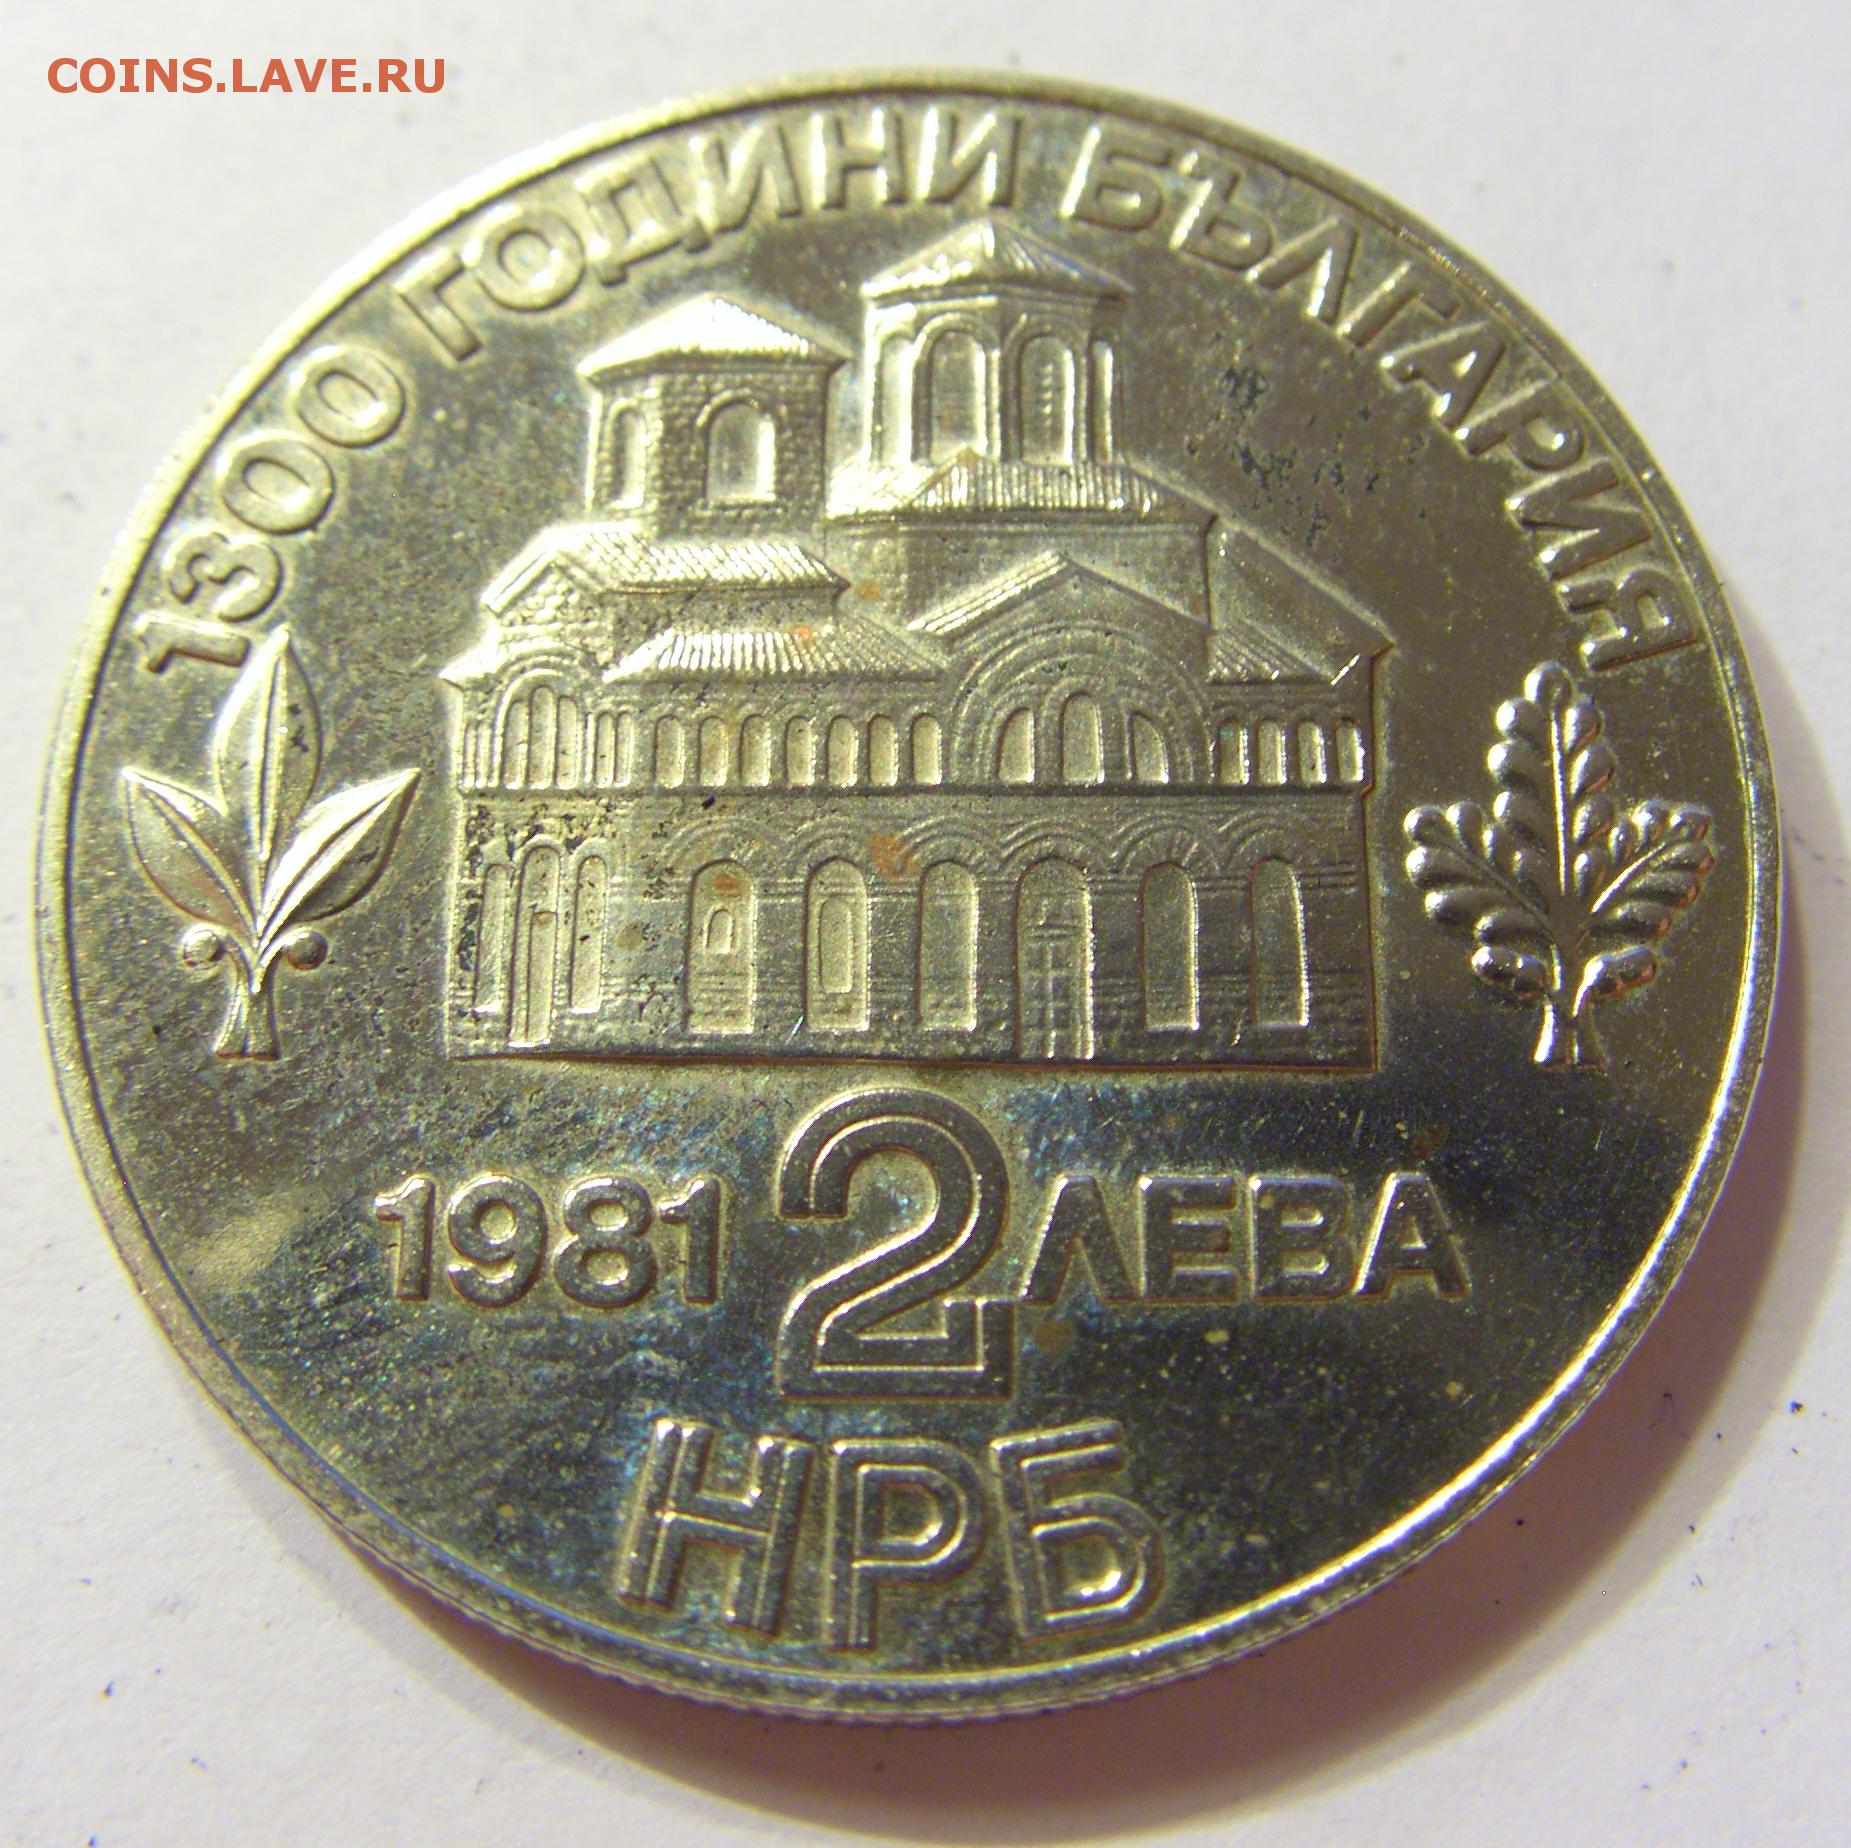 COINS.LAVE.RU
1300 ГОДИНИ БЪЛГАРИЯ
1981 2 ЛЕВА
НРБ